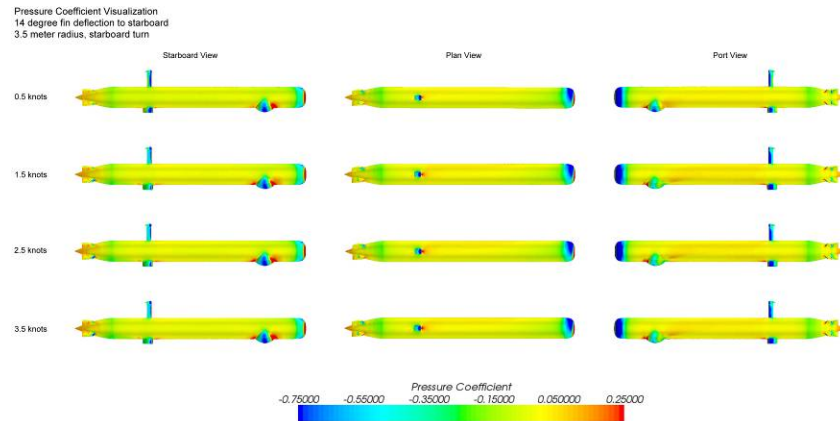 Pressure Coefficient Visualization
14 degree fin deflection to starboard
3.5 meter radius, starboard turn
Starboard View
Plan View
Port View
0.5 knots
1.5 knots
2.5 knots
3.5 knots
Pressure Coefficient
-0.75000 -0.55000 -0.35000 -0.15000 0.050000 0.25000